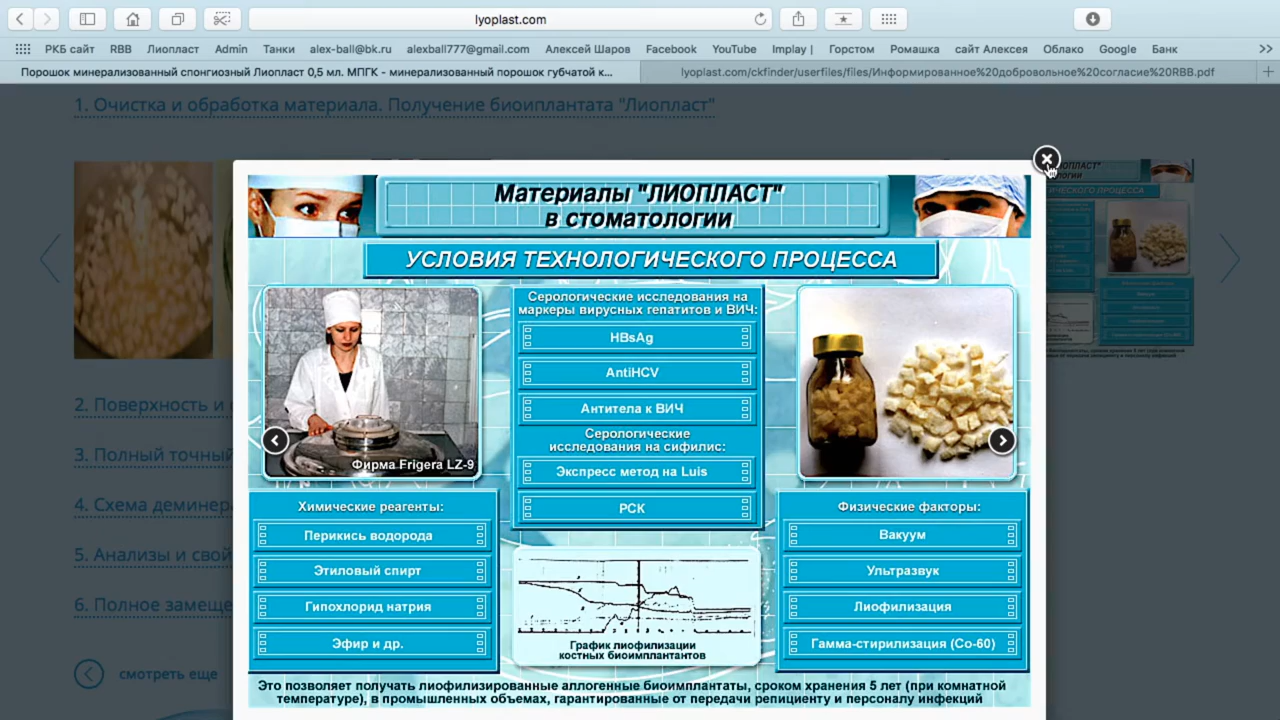 lyoplast.com
РКБ сайт RBB Лиопласт Admin Танки alex-ball@bk.ru alexball777@gmail.com Алексей Шаров Facebook YouTube Implay | Горстом Ромашка сайт Алексея Облако Google Банк
Порошок минерализованный спонгиозный Лиопласт 0,5 мл. МПГК - минерализованный порошок губчатой к...
lyoplast.com/ckfinder/userfiles/files/Информированное%20добровольное%20согласие%20RBB.pdf
1. Очистка и обработка материала. Получение биоиплантата "Лиопласт"
Материалы "ЛИОПЛАСТ"
в стоматологии
УСЛОВИЯ ТЕХНОЛОГИЧЕСКОГО ПРОЦЕССА
Серологические исследования на
маркеры вирусных гепатитов и ВИЧ:
HBsAg
AntiHCV
Антитела к ВИЧ
Серологические
исследования на сифилис:
Экспресс метод на Luis
РСК
Фирма Frigera LZ-9
Химические реагенты:
Перикись водорода
Этиловый спирт
Гипохлорид натрия
Эфир и др.
График лиофилизации
костных биоимплантантов
Физические факторы:
Вакуум
Ультразвук
Лиофилизация
Гамма-стирилизация (Со-60)
Это позволяет получать лиофилизированные аллогенные биоимплаты, сроком хранения 5 лет (при комнатной
температуре), в промышленных объемах, гарантированные от передачи репициенту и персоналу инфекций
2. Поверхность и
3. Полный точный
4. Схема деминера
5. Анализы и свой
6. Полное замеще
смотреть еще